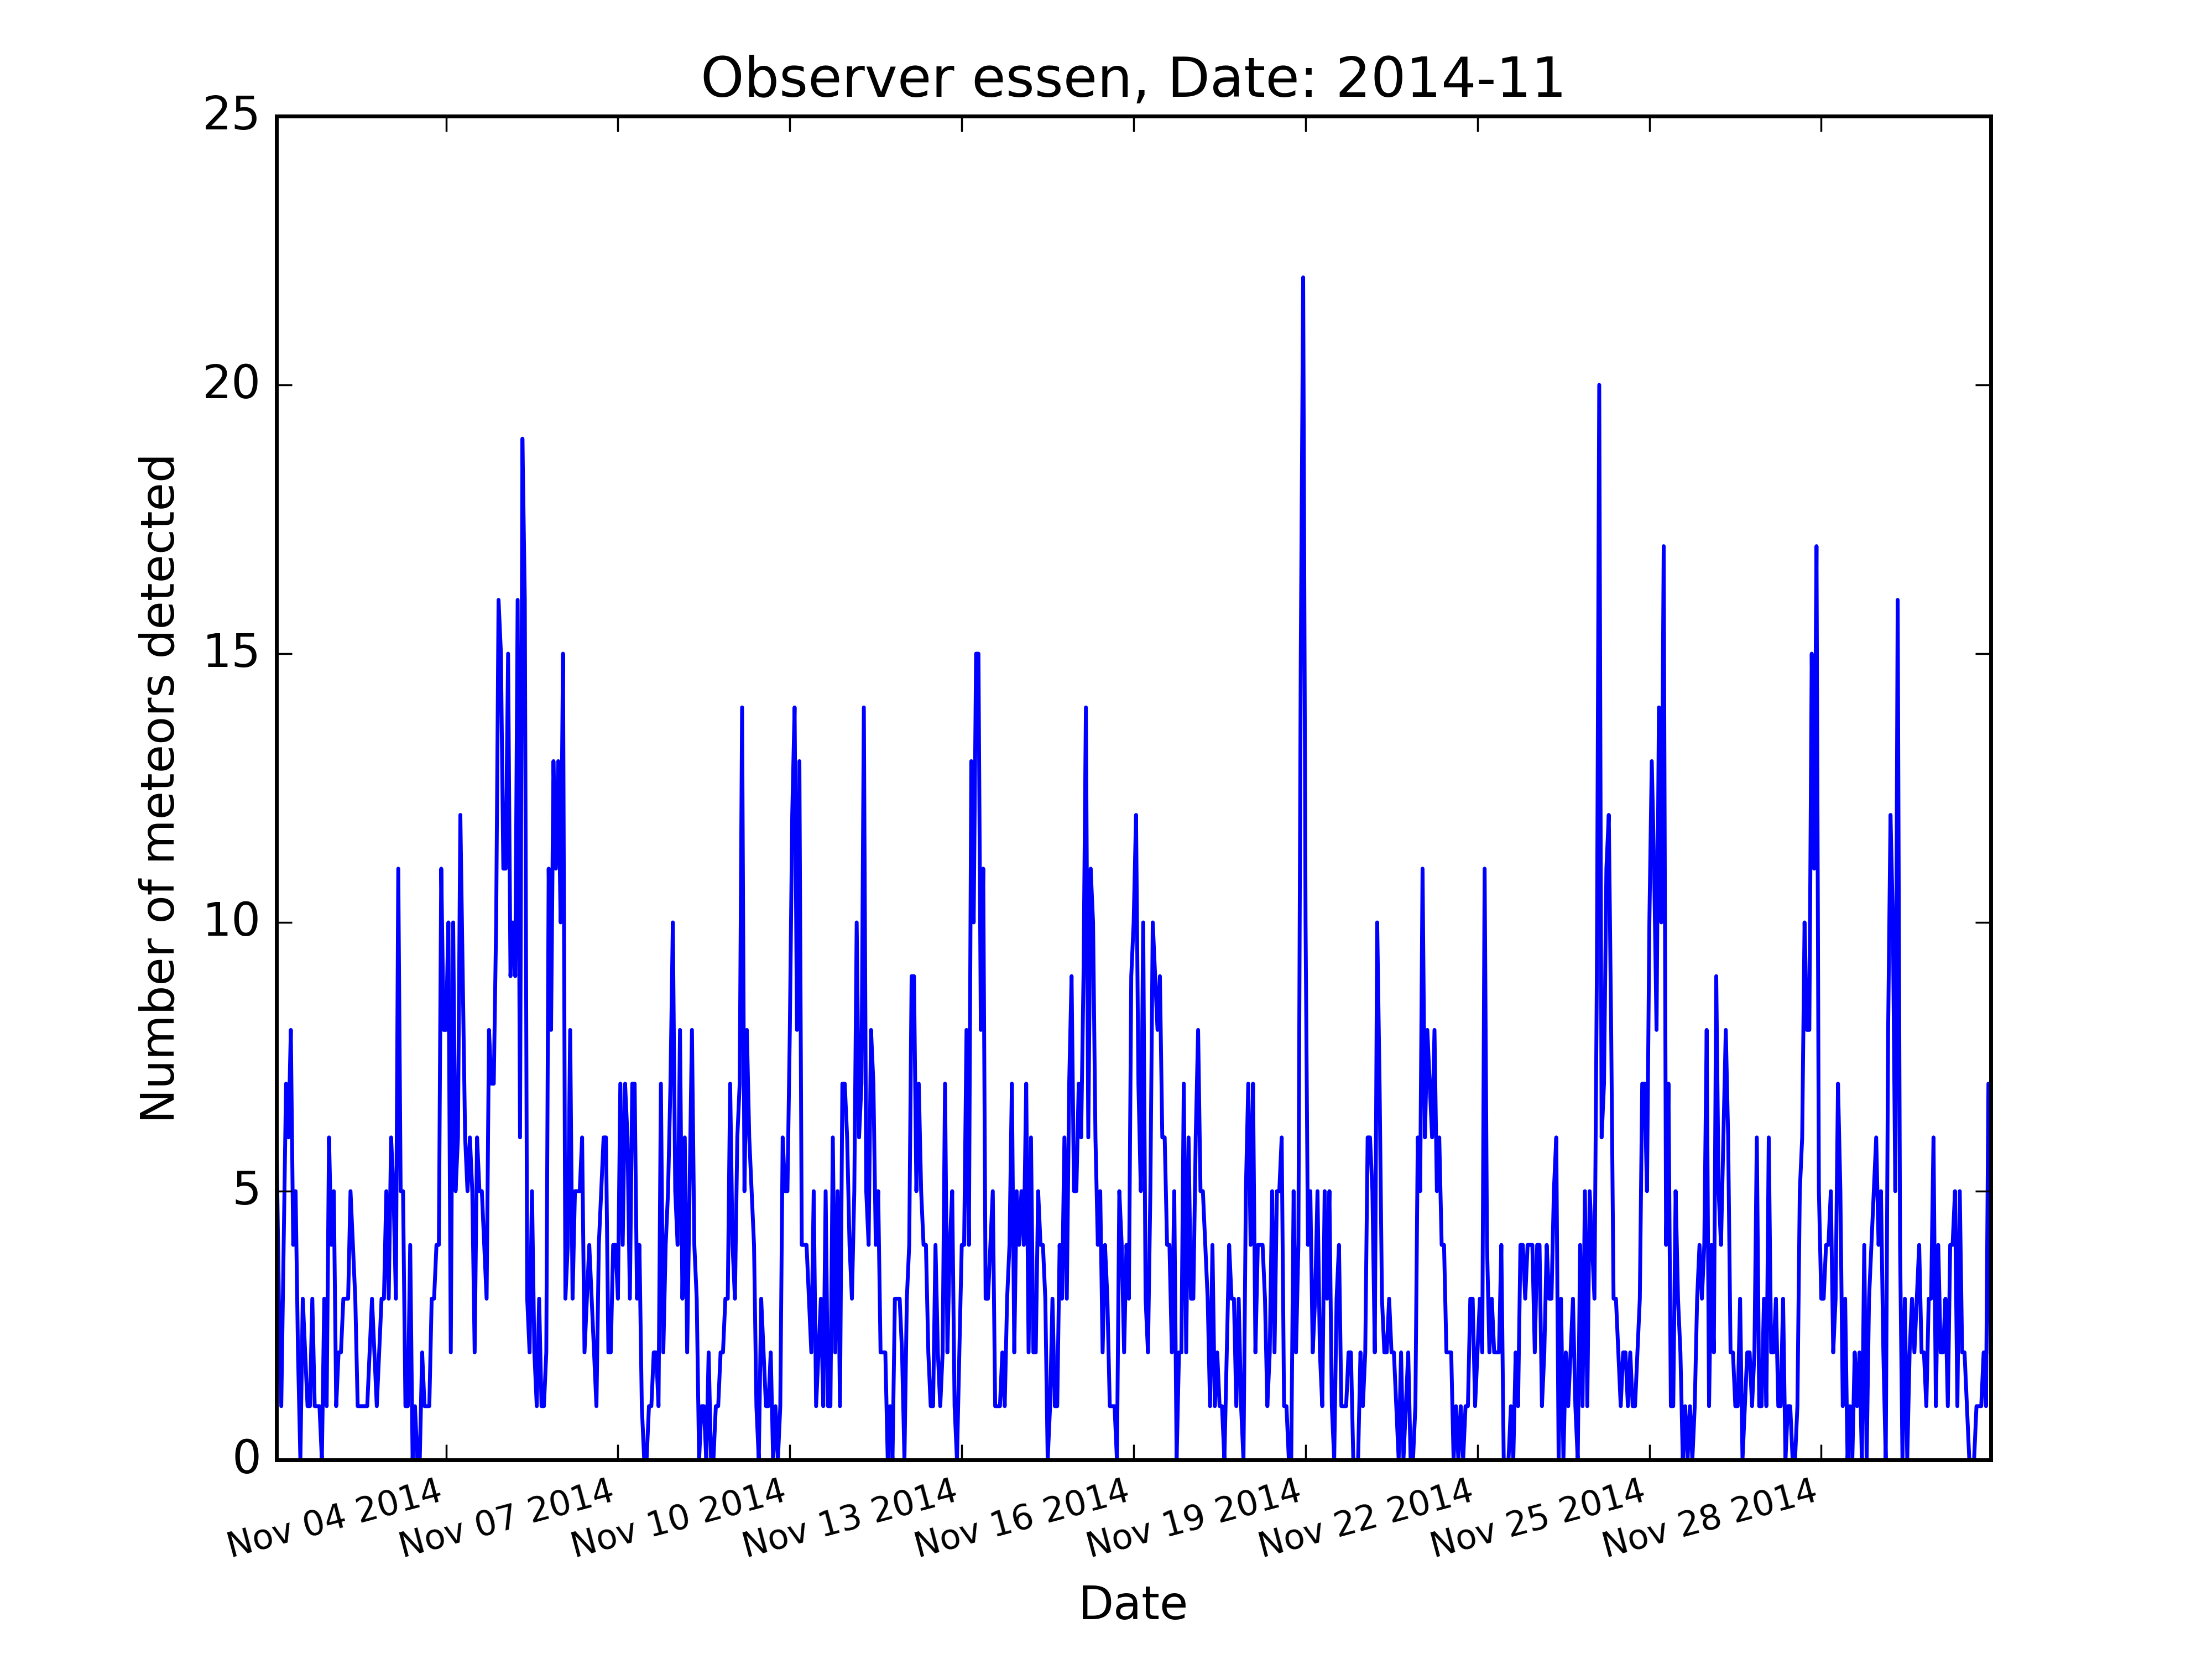 Observer essen, Date: 2014-11
25
20
15
10
5
0
Number of meteors detected
Nov 04 2014
Nov 07 2014
Nov 10 2014
Nov 13 2014
Nov 16 2014
Nov 19 2014
Nov 22 2014
Nov 25 2014
Nov 28 2014
Date